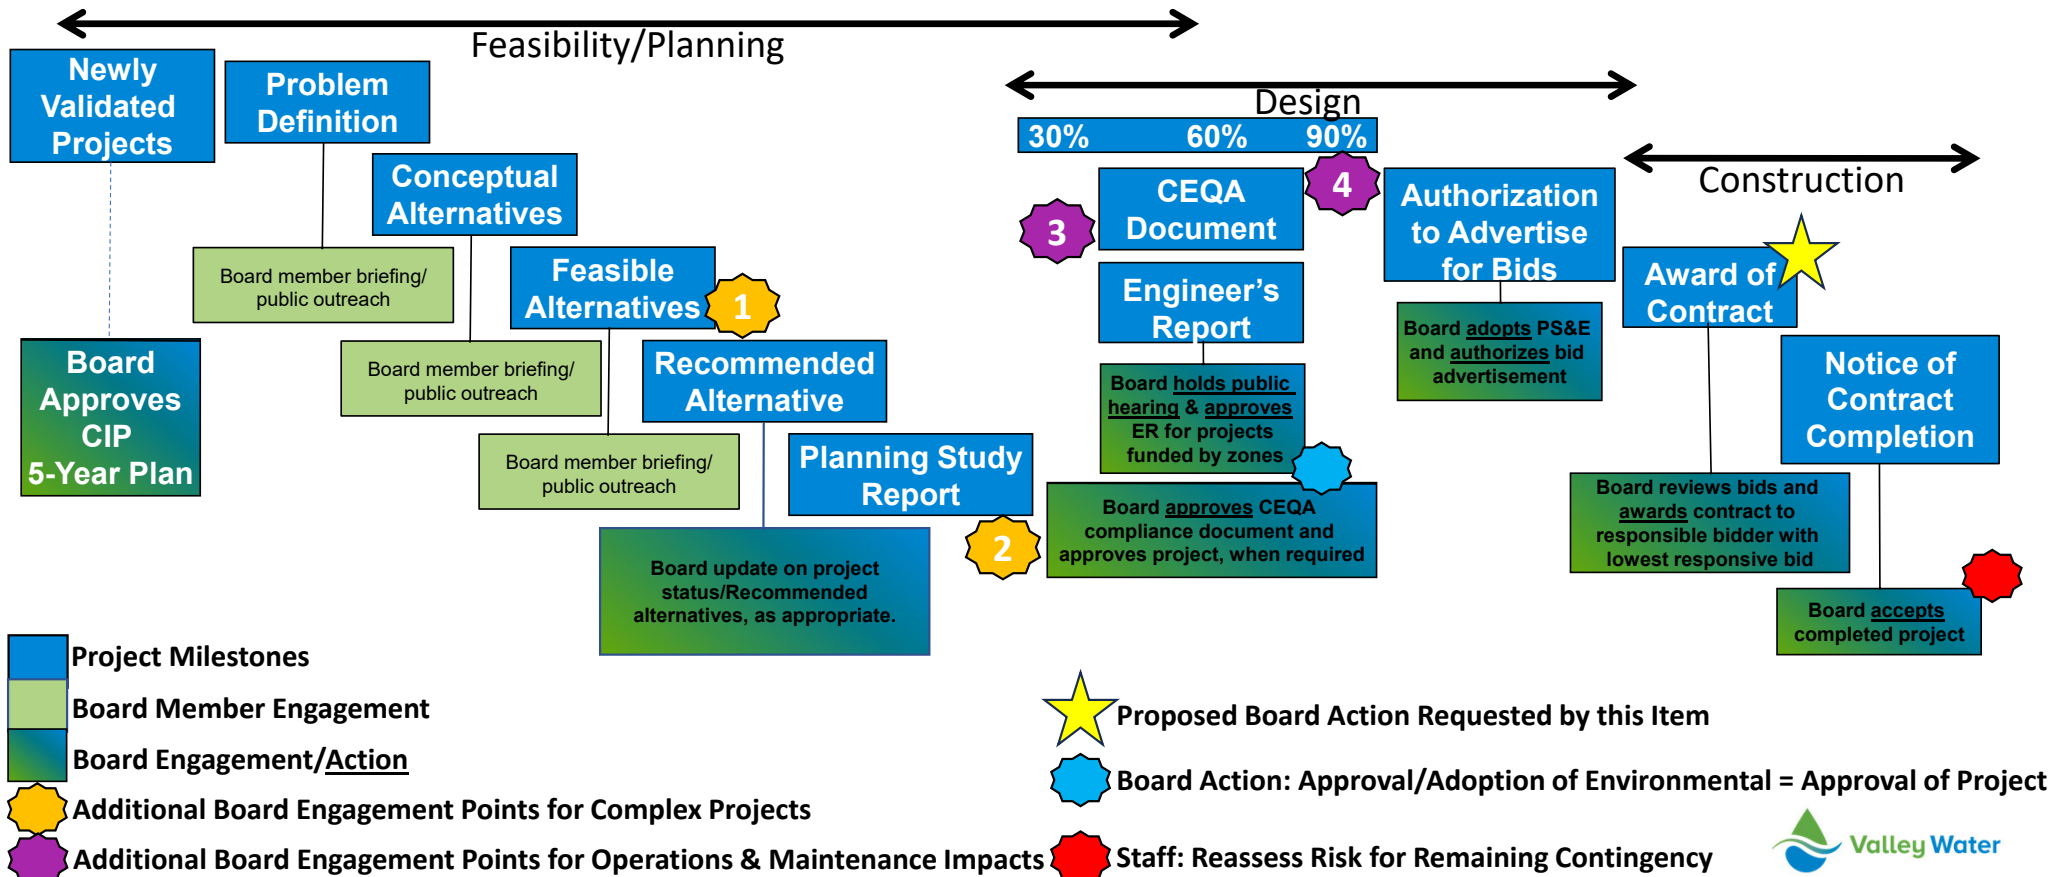 Feasibility/Planning
Newly
Validated
Projects
Problem
Definition
Conceptual
Alternatives
Feasible
Alternatives
1
Recommended
Alternative
Planning Study
Report
2
Board
Approves
CIP
5-Year Plan
Board member briefing/
public outreach
Board member briefing/
public outreach
Board member briefing/
public outreach
Board update on project
status/Recommended
alternatives, as appropriate.
Design
30% 60% 90%
3
4
CEQA
Document
Engineer’s
Report
Board holds public
hearing & approves
ER for projects
funded by zones
Board approves CEQA
compliance document and
approves project, when required
Authorization
to Advertise
for Bids
Board adopts PS&E
and authorizes bid
advertisement
Construction
Award of
Contract
Notice of
Contract
Completion
Board reviews bids and
awards contract to
responsible bidder with
lowest responsive bid
Board accepts
completed project
Project Milestones
Board Member Engagement
Board Engagement/Action
Additional Board Engagement Points for Complex Projects
Additional Board Engagement Points for Operations & Maintenance Impacts
Proposed Board Action Requested by this Item
Board Action: Approval/Adoption of Environmental = Approval of Project
Staff: Reassess Risk for Remaining Contingency
Valley Water